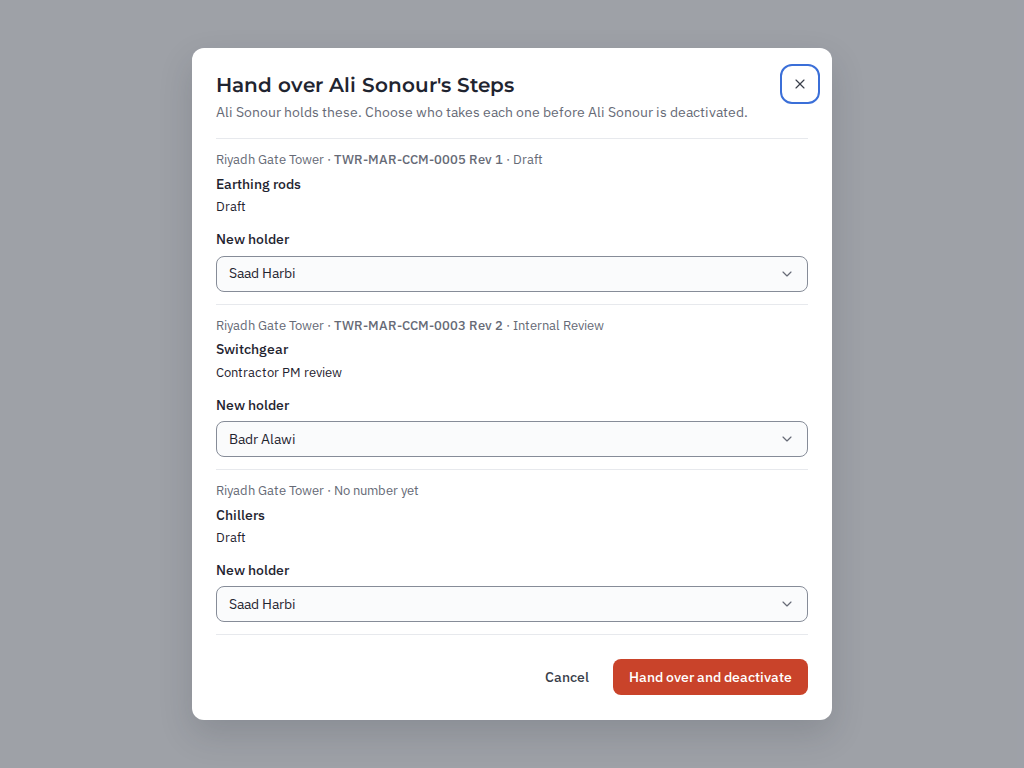 Hand over Ali Sonour's Steps
Ali Sonour holds these. Choose who takes each one before Ali Sonour is deactivated.
Riyadh Gate Tower · TWR-MAR-CCM-0005 Rev 1 · Draft
Earthing rods
Draft
New holder
Saad Harbi
Riyadh Gate Tower · TWR-MAR-CCM-0003 Rev 2 · Internal Review
Switchgear
Contractor PM review
New holder
Badr Alawi
Riyadh Gate Tower · No number yet
Chillers
Draft
New holder
Saad Harbi
Cancel
Hand over and deactivate